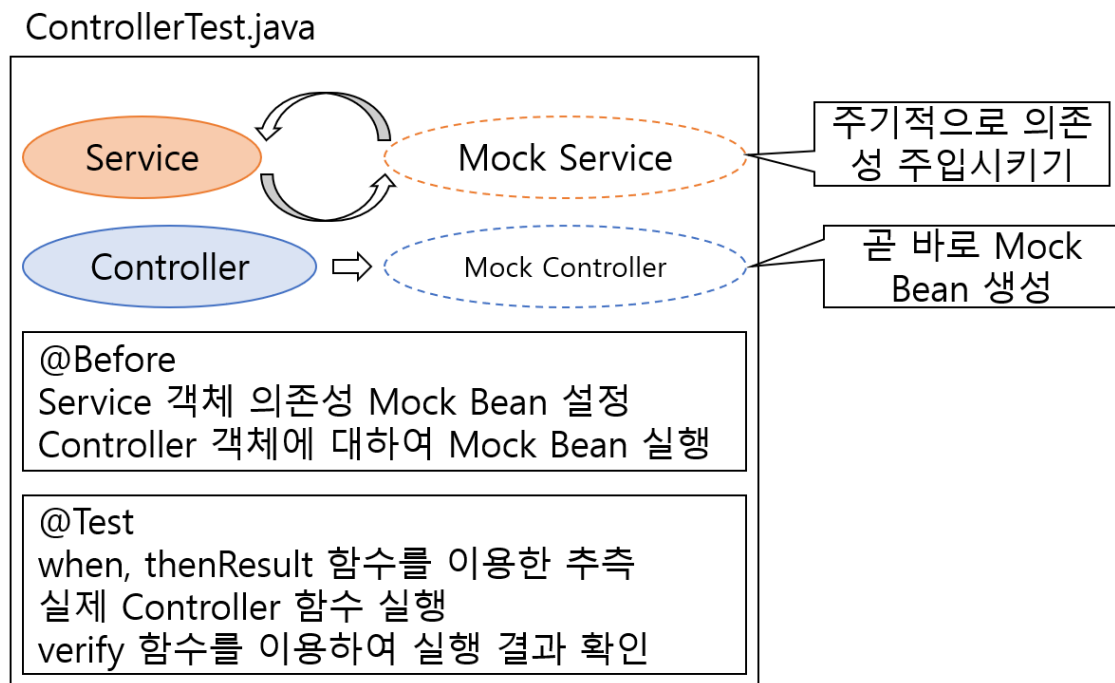 ControllerTest.java
Service
Mock Service
주기적으로 의존
성 주입시키기
Controller
Mock Controller
곧 바로 Mock
Bean 생성
@Before
Service 객체 의존성 Mock Bean 설정
Controller 객체에 대하여 Mock Bean 실행
@Test
when, thenResult 함수를 이용한 추측
실제 Controller 함수 실행
verify 함수를 이용하여 실행 결과 확인